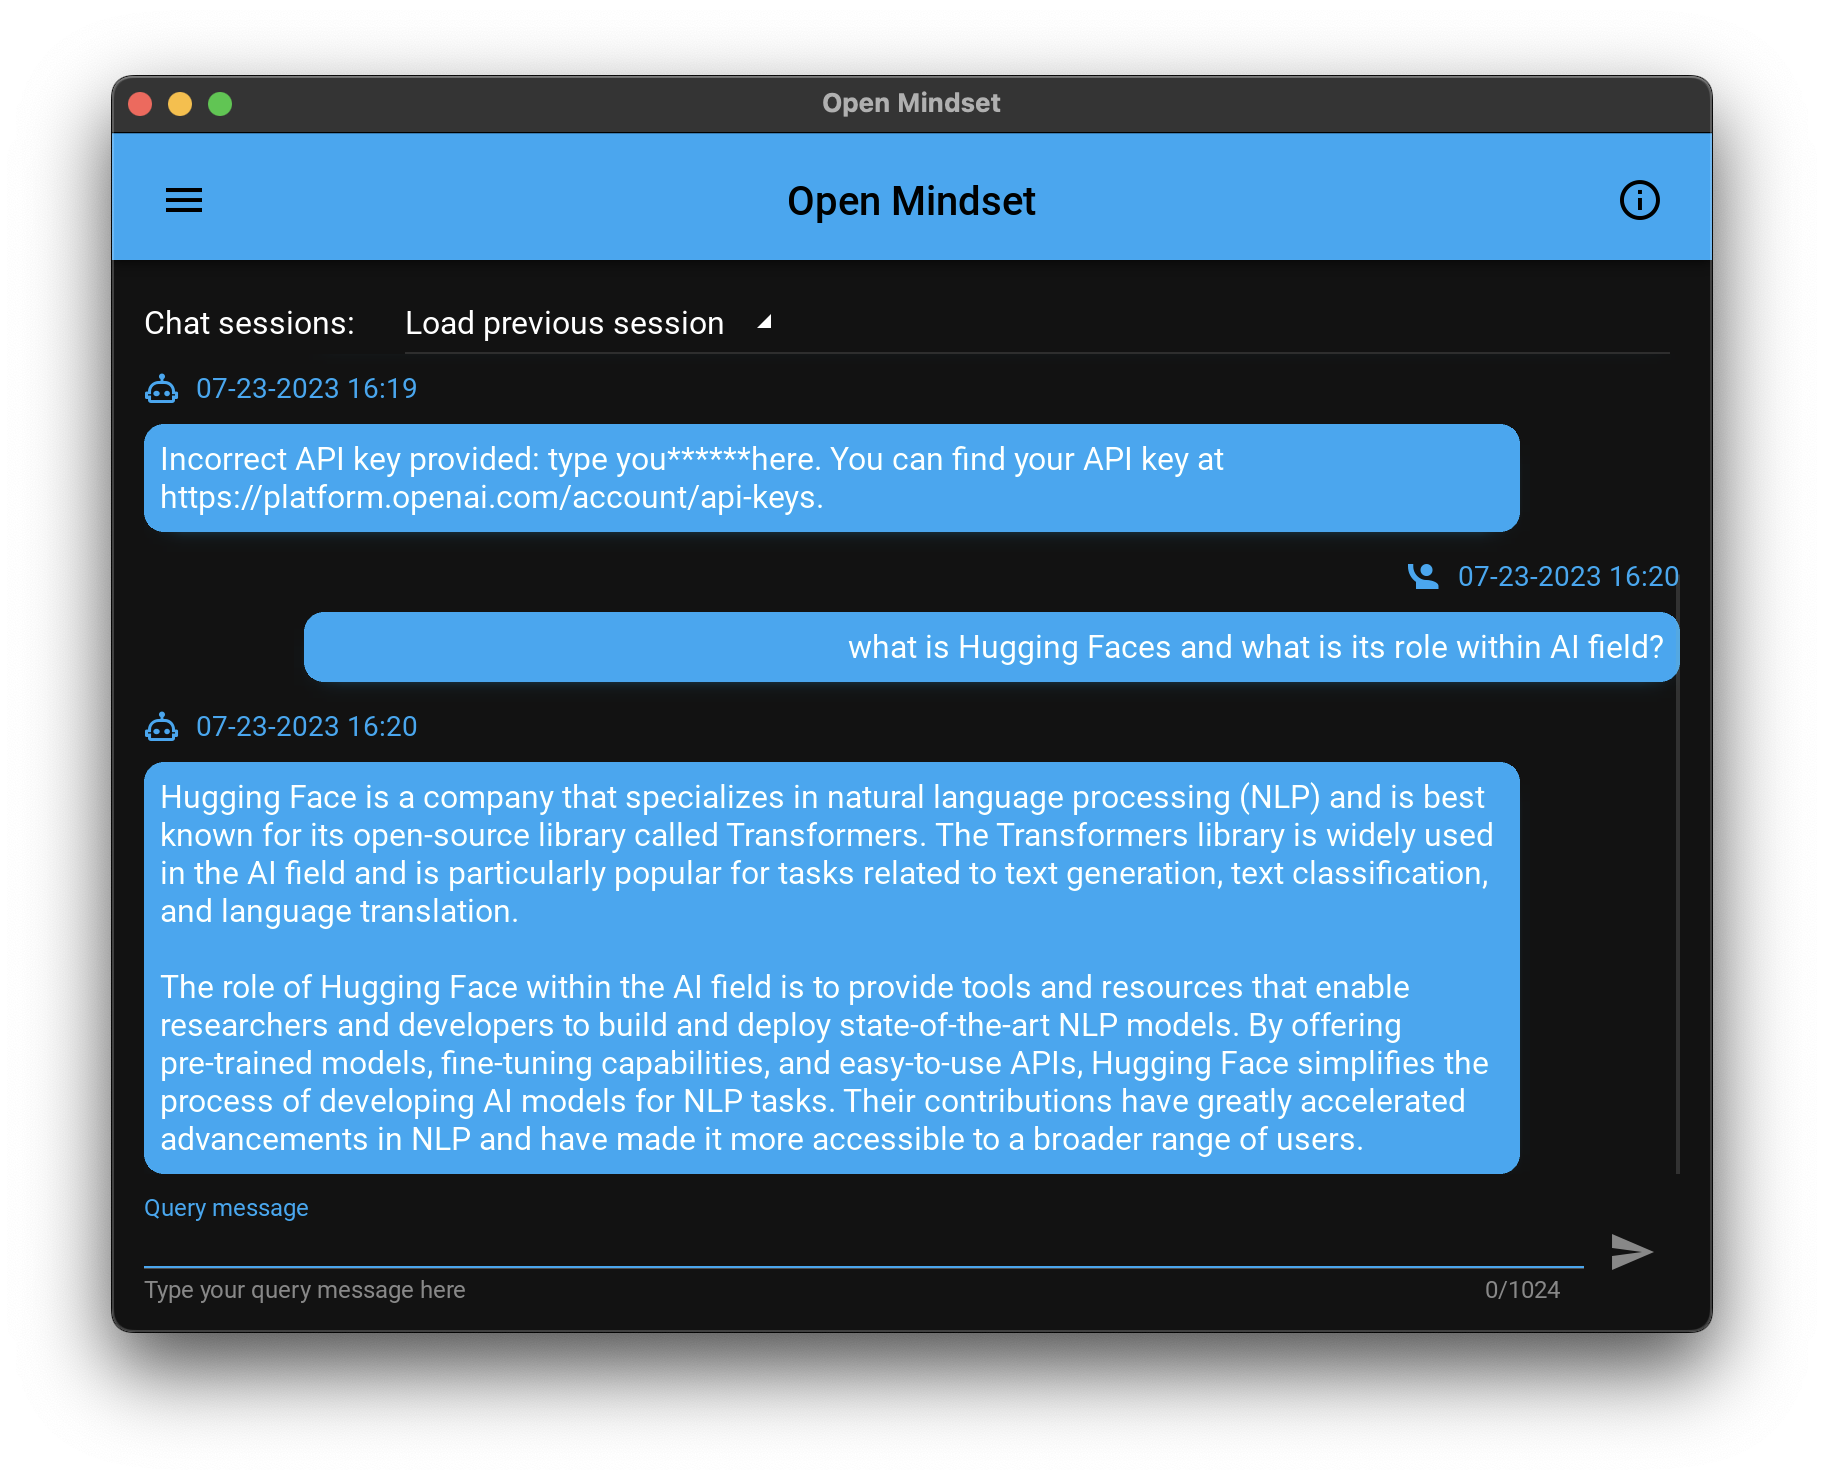 Open Mindset
Open Mindset
Chat sessions: Load previous session
07-23-2023 16:19
Incorrect API key provided: type you******here. You can find your API key at
https://platform.openai.com/account/api-keys.
07-23-2023 16:20
what is Hugging Faces and what is its role within AI field?
07-23-2023 16:20
Hugging Face is a company that specializes in natural language processing (NLP) and is best
known for its open-source library called Transformers. The Transformers library is widely used
in the AI field and is particularly popular for tasks related to text generation, text classification,
and language translation.
The role of Hugging Face within the AI field is to provide tools and resources that enable
researchers and developers to build and deploy state-of-the-art NLP models. By offering
pre-trained models, fine-tuning capabilities, and easy-to-use APIs, Hugging Face simplifies the
process of developing AI models for NLP tasks. Their contributions have greatly accelerated
advancements in NLP and have made it more accessible to a broader range of users.
Query message
Type your query message here 0/1024